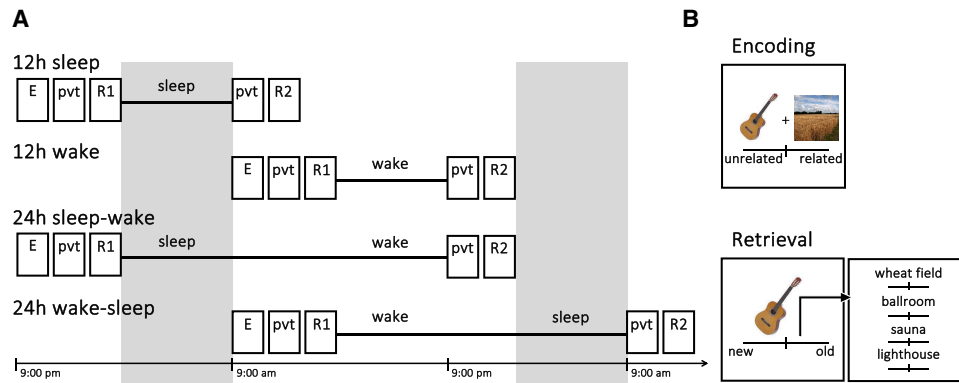 A
12h sleep
E pvt R1 sleep pvt R2
12h wake
E pvt R1 wake pvt R2
24h sleep-wake
E pvt R1 sleep wake pvt R2
24h wake-sleep
E pvt R1 wake sleep pvt R2
9:00 pm 9:00 am 9:00 pm 9:00 am
B
Encoding
+
unrelated related
Retrieval
new old
wheat field
ballroom
sauna
lighthouse